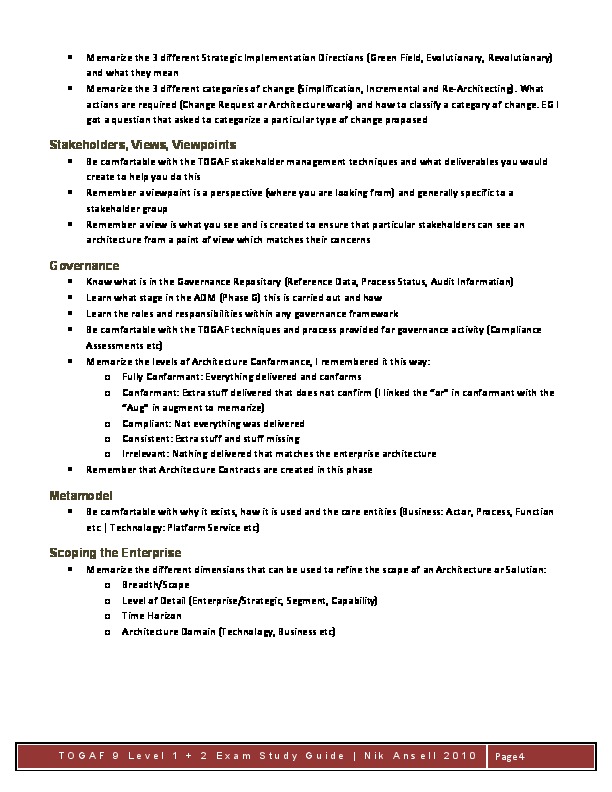 • Memorize the 3 different Strategic Implementation Directions (Green Field, Evolutionary, Revolutionary)
and what they mean
• Memorize the 3 different categories of change (Simplification, Incremental and Re-Architecting). What
actions are required (Change Request or Architecture work) and how to classify a category of change. EG I
got a question that asked to categorize a particular type of change proposed
Stakeholders, Views, Viewpoints
• Be comfortable with the TOGAF stakeholder management techniques and what deliverables you would
create to help you do this
• Remember a viewpoint is a perspective (where you are looking from) and generally specific to a
stakeholder group
• Remember a view is what you see and is created to ensure that particular stakeholders can see an
architecture from a point of view which matches their concerns
Governance
• Know what is in the Governance Repository (Reference Data, Process Status, Audit Information)
• Learn what stage in the ADM (Phase G) this is carried out and how
• Learn the roles and responsibilities within any governance framework
• Be comfortable with the TOGAF techniques and process provided for governance activity (Compliance
Assessments etc)
• Memorize the levels of Architecture Conformance, I remembered it this way:
o Fully Conformant: Everything delivered and conforms
o Conformant: Extra stuff delivered that does not confirm (I linked the "or" in conformant with the
"Aug" in augment to memorize)
o Compliant: Not everything was delivered
o Consistent: Extra stuff and stuff missing
o Irrelevant: Nothing delivered that matches the enterprise architecture
• Remember that Architecture Contracts are created in this phase
Metamodel
• Be comfortable with why it exists, how it is used and the core entities (Business: Actor, Process, Function
etc | Technology: Platform Service etc)
Scoping the Enterprise
• Memorize the different dimensions that can be used to refine the scope of an Architecture or Solution:
o Breadth/Scope
o Level of Detail (Enterprise/Strategic, Segment, Capability)
o Time Horizon
o Architecture Domain (Technology, Business etc)
TOGAF 9 Level 1 + 2 Exam Study Guide | Nik Ansell 2010 Page 4